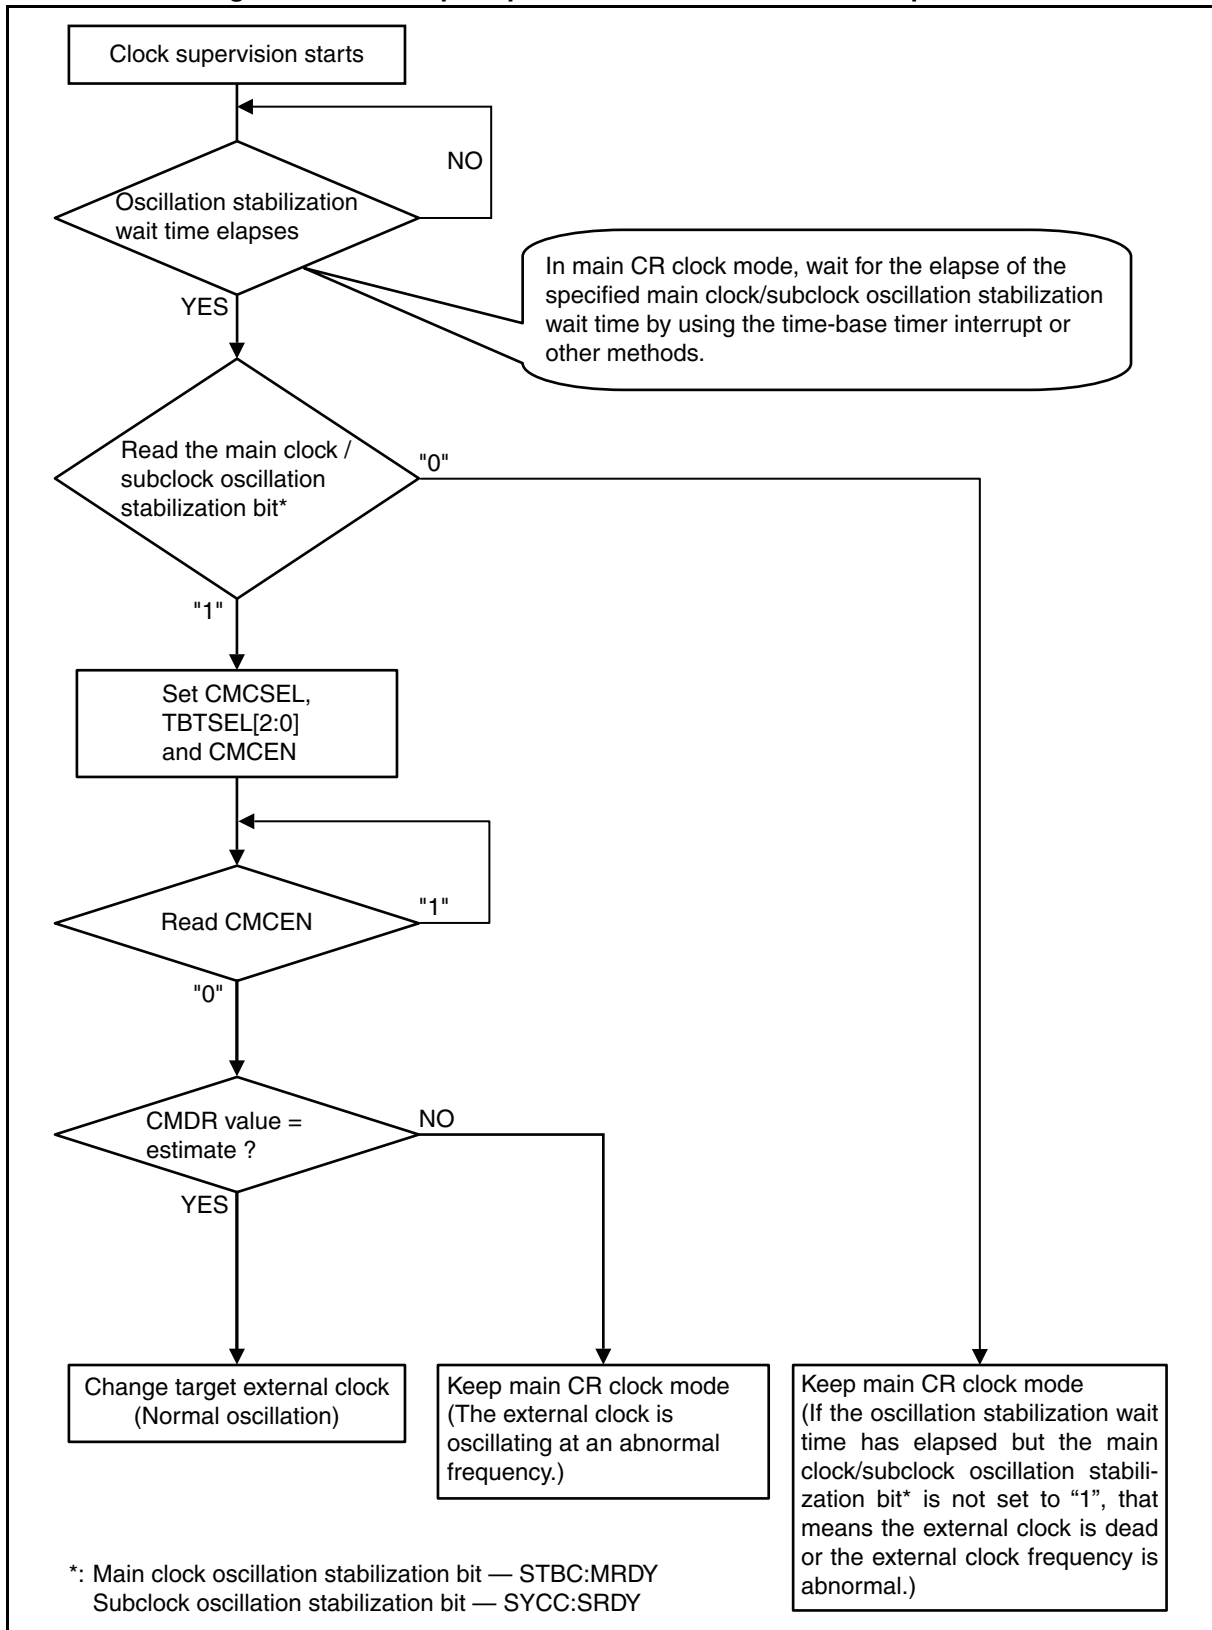 Clock supervision starts
NO
Oscillation stabilization
wait time elapses
In main CR clock mode, wait for the elapse of the
specified main clock/subclock oscillation stabilization
wait time by using the time-base timer interrupt or
other methods.
YES
Read the main clock /
subclock oscillation
stabilization bit*
"0"
"1"
Set CMCSEL,
TBTSEL[2:0]
and CMCEN
Read CMCEN
"1"
"0"
CMDR value =
estimate ?
NO
YES
Change target external clock
(Normal oscillation)
Keep main CR clock mode
(The external clock is
oscillating at an abnormal
frequency.)
Keep main CR clock mode
(If the oscillation stabilization wait
time has elapsed but the main
clock/subclock oscillation stabili-
zation bit* is not set to “1”, that
means the external clock is dead
or the external clock frequency is
abnormal.)
*: Main clock oscillation stabilization bit — STBC:MRDY
Subclock oscillation stabilization bit — SYCC:SRDY